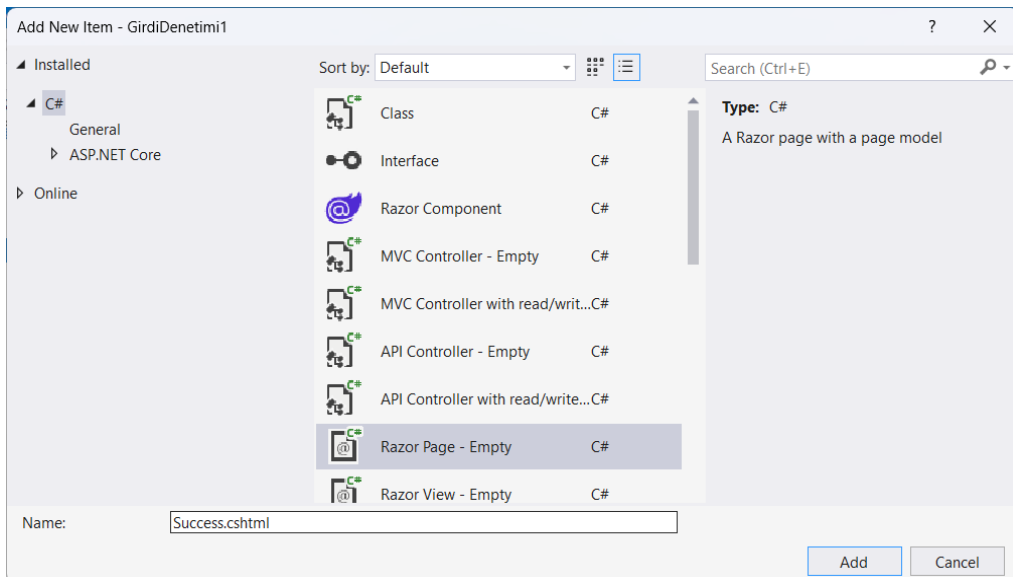 Add New Item - GirdiDenetimi1
?
Installed
C#
General
ASP.NET Core
Online
Sort by: Default
Class C#
Interface C#
Razor Component C#
MVC Controller - Empty C#
MVC Controller with read/writ...C#
API Controller - Empty C#
API Controller with read/write...C#
Razor Page - Empty C#
Razor View - Empty C#
Search (Ctrl+E)
Type: C#
A Razor page with a page model
Name: Success.cshtml
Add Cancel